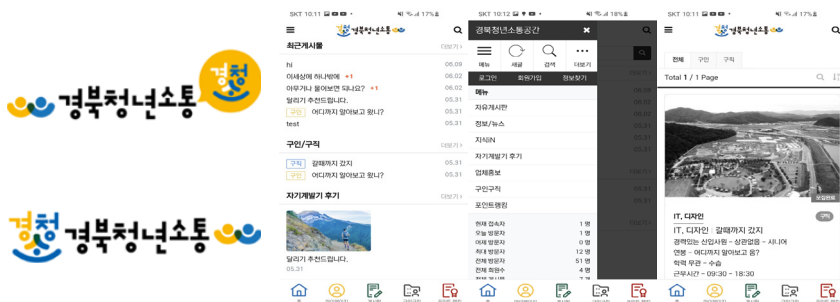 경북청년소통
경청
경청
경북청년소통
SKT 10:11
17%
경북청년소통
최근게시물
더보기
hi 06.09
이세상에 하나밖에 +1 06.02
아무거나 물어보면 되나요? +1 06.02
달리기 추천드립니다. 05.31
구인 어디까지 알아보고 왔니? 05.31
test 05.31
구인/구직
더보기
구직 갈때까지 갔지 05.31
구인 어디까지 알아보고 왔니? 05.31
자기계발기 후기
더보기
달리기 추천드립니다.
05.31
SKT 10:12
18%
경북청년소통공간
메뉴 새글 검색 더보기
로그인 회원가입 정보찾기
메뉴
자유게시판
정보/뉴스
지식iN
자기계발기 후기
업체홍보
구인구직
포인트랭킹
현재 접속자 1 명
오늘 방문자 1 명
어제 방문자 0 명
최대 방문자 12 명
전체 방문자 51 명
전체 회원수 4 명
SKT 10:11
17%
경북청년소통
전체 구인 구직
Total 1 / 1 Page
모집완료
IT, 디자인
구직
IT, 디자인 | 갈때까지 갔지
경력있는 신입사원 - 상관없음 - 시니어
연봉 - 어디까지 알아보고 옴?
학력 무관 - 수습
근무시간 - 09:30 - 18:30